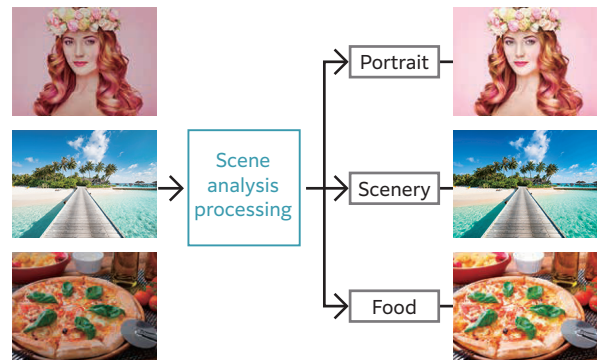 Scene
analysis
processing
Portrait
Scenery
Food